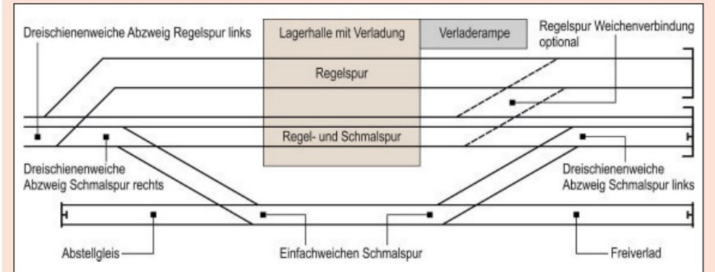 Dreischienenweiche Abzweig Regelspur links
Lagerhalle mit Verladung
Verladerampe
Regelspur Weichenverbindung
optional
Regelspur
Regel- und Schmalspur
Dreischienenweiche
Abzweig Schmalspur rechts
Dreischienenweiche
Abzweig Schmalspur links
Abstellgleis
Einfachweichen Schmalspur
Freiverlad